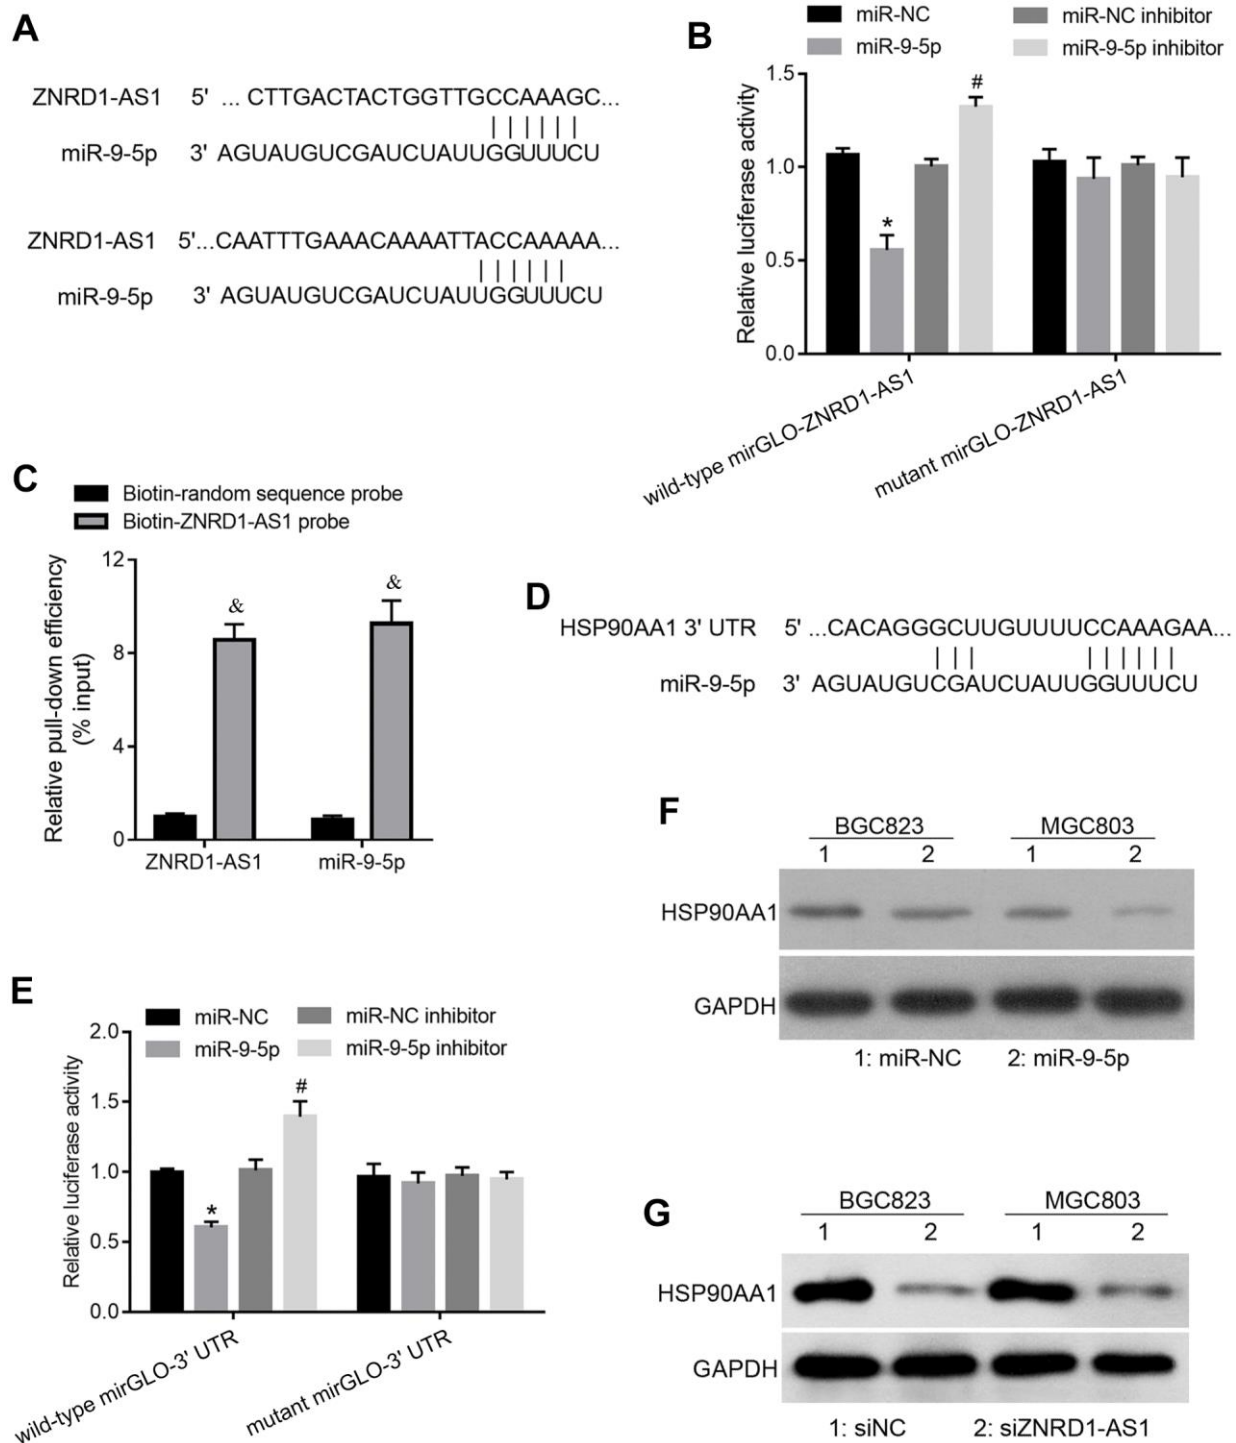 A
ZNRD1-AS1 5' ... CTTGACTACTGGTTGCCAAAGC...
miR-9-5p 3' AGUAUGUCGAUCUAUUGGUUUCU
ZNRD1-AS1 5'...CAATTTGAAACAAAATTACCAAAAA...
miR-9-5p 3' AGUAUGUCGAUCUAUUGGUUUCU
B
miR-NC miR-NC inhibitor
miR-9-5p miR-9-5p inhibitor
Relative luciferase activity
1.5
1.0
0.5
0.0
* #
wild-type mirGLO-ZNRD1-AS1
mutant mirGLO-ZNRD1-AS1
C
Biotin-random sequence probe
Biotin-ZNRD1-AS1 probe
Relative pull-down efficiency
(% input)
12
8
4
0
& &
ZNRD1-AS1 miR-9-5p
D
HSP90AA1 3' UTR 5' ...CACAGGGCUUGUUUUCCAAAGAA...
miR-9-5p 3' AGUAUGUCGAUCUAUUGGUUUCU
E
miR-NC miR-NC inhibitor
miR-9-5p miR-9-5p inhibitor
Relative luciferase activity
2.0
1.5
1.0
0.5
0.0
* #
wild-type mirGLO-3' UTR
mutant mirGLO-3' UTR
F
BGC823 MGC803
1 2 1 2
HSP90AA1
GAPDH
1: miR-NC 2: miR-9-5p
G
BGC823 MGC803
1 2 1 2
HSP90AA1
GAPDH
1: siNC 2: siZNRD1-AS1